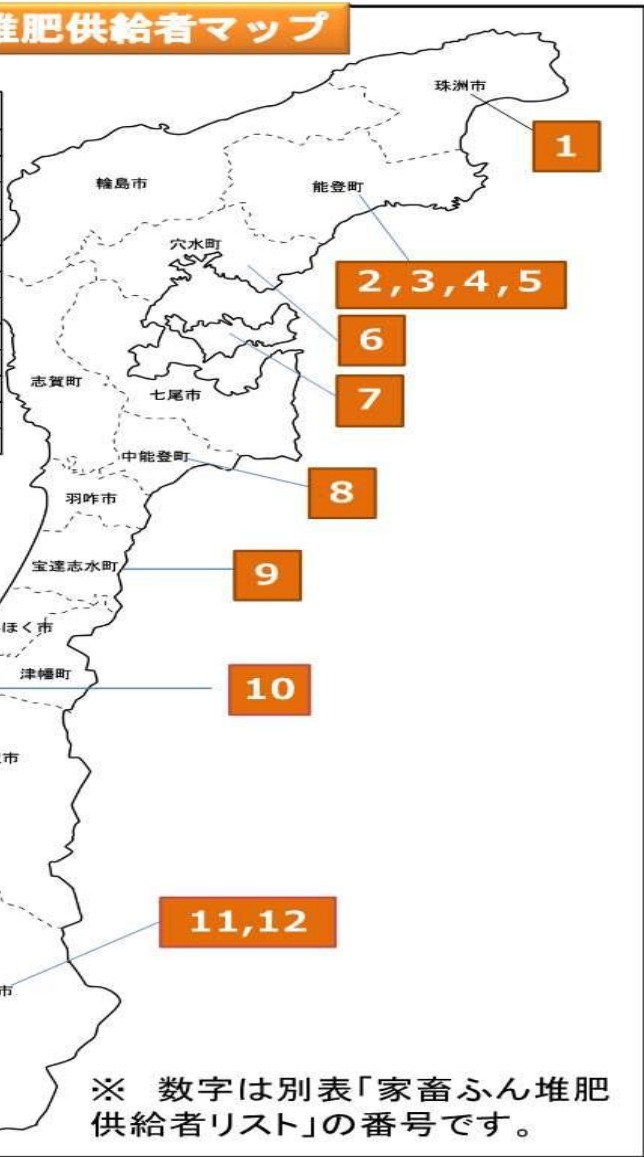 堆肥供給者マップ
珠洲市
1
輪島市
能登町
穴水町
2,3,4,5
6
志賀町
七尾市
7
中能登町
8
羽咋市
宝達志水町
9
ほく市
津幡町
10
市
11,12
市
※ 数字は別表「家畜ふん堆肥
供給者リスト」の番号です。